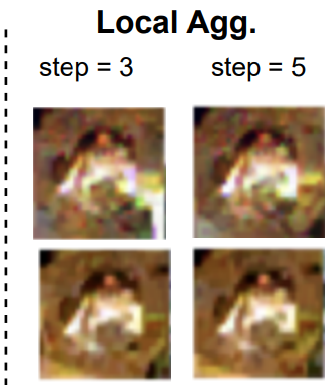 Local Agg.
step = 3 step = 5